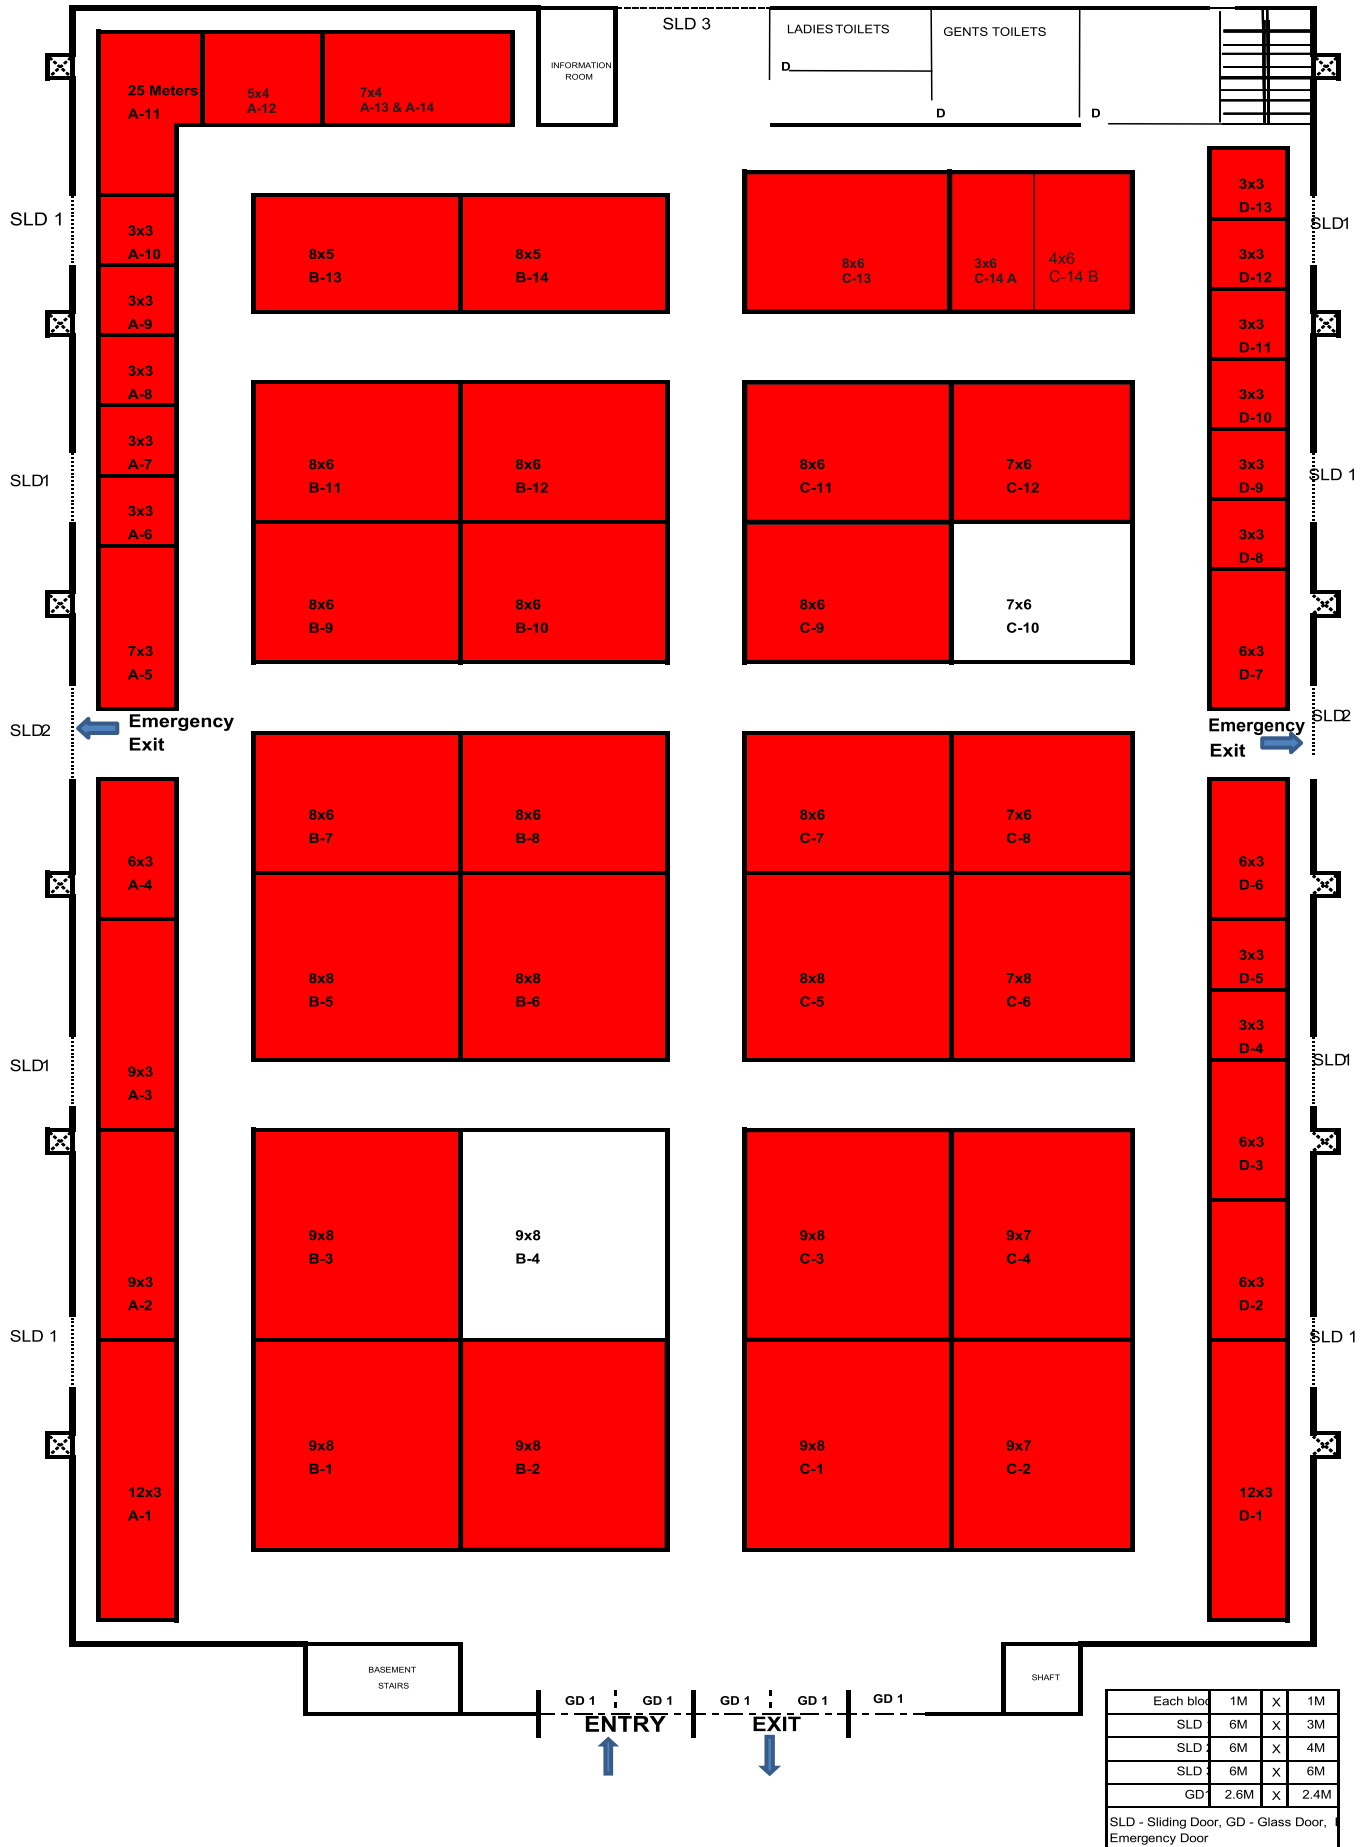 SLD 3
LADIES TOILETS
GENTS TOILETS
INFORMATION
ROOM
D
D
D
25 Meters
A-11
5x4
A-12
7x4
A-13 & A-14
SLD 1
3x3
A-10
3x3
A-9
3x3
A-8
3x3
A-7
3x3
A-6
7x3
A-5
SLD1
SLD2
Emergency
Exit
8x5
B-13
8x5
B-14
8x6
C-13
3x6
C-14 A
4x6
C-14 B
3x3
D-13
3x3
D-12
3x3
D-11
3x3
D-10
3x3
D-9
3x3
D-8
6x3
D-7
SLD1
SLD 1
SLD2
Emergency
Exit
8x6
B-11
8x6
B-12
8x6
C-11
7x6
C-12
8x6
B-9
8x6
B-10
8x6
C-9
7x6
C-10
8x6
B-7
8x6
B-8
8x6
C-7
7x6
C-8
8x8
B-5
8x8
B-6
8x8
C-5
7x8
C-6
6x3
A-4
9x3
A-3
9x3
A-2
12x3
A-1
SLD1
SLD 1
9x8
B-3
9x8
B-4
9x8
C-3
9x7
C-4
9x8
B-1
9x8
B-2
9x8
C-1
9x7
C-2
6x3
D-6
3x3
D-5
3x3
D-4
6x3
D-3
6x3
D-2
12x3
D-1
SLD1
SLD 1
BASEMENT
STAIRS
SHAFT
GD 1 GD 1 GD 1 GD 1 GD 1
ENTRY EXIT
Each bloc 1M X 1M
SLD 6M X 3M
SLD 6M X 4M
SLD 6M X 6M
GD 2.6M X 2.4M
SLD - Sliding Door, GD - Glass Door,
Emergency Door